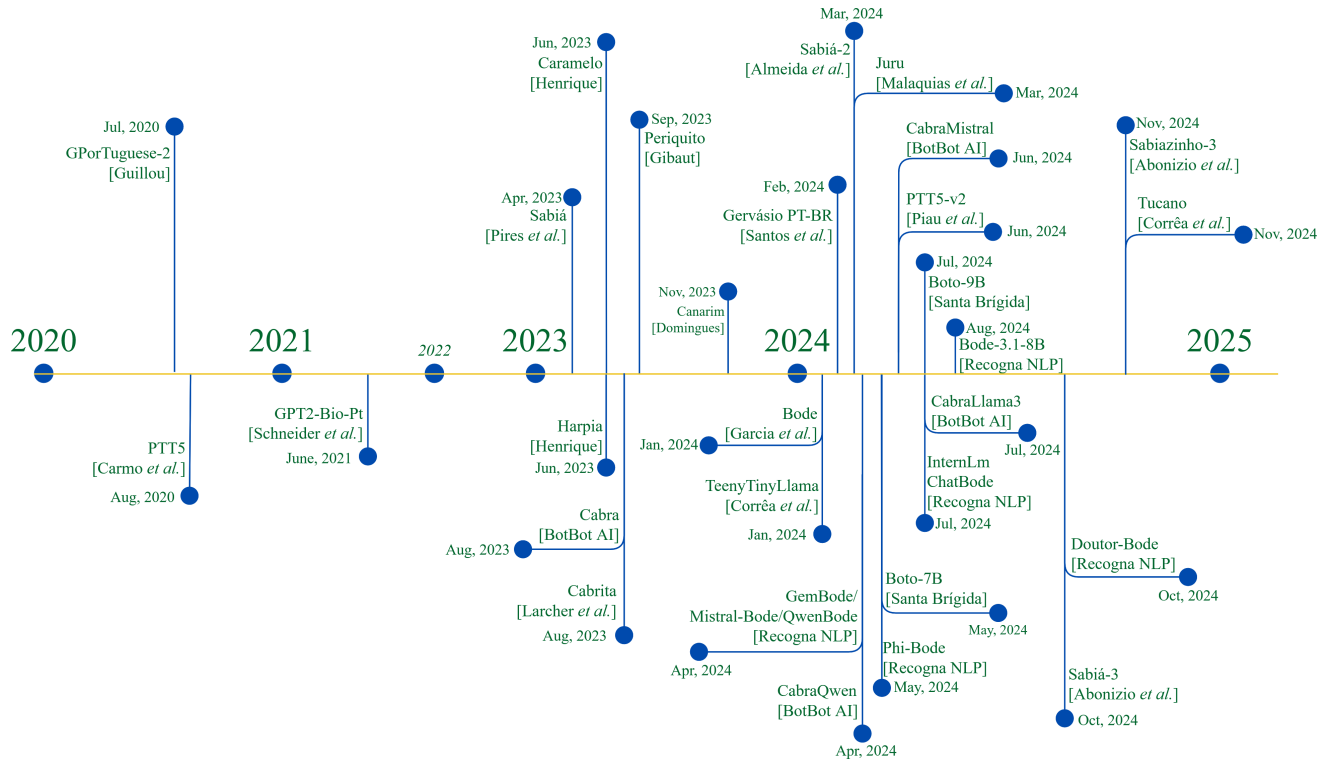 Jul, 2020
GPorTuguese-2
[Guillou]
Jun, 2023
Caramelo
[Henrique]
Sep, 2023
Periquito
[Gibaut]
Apr, 2023
Sabiá
[Pires et al.]
Nov, 2023
Canarim
[Domingues]
Mar, 2024
Sabiá-2
[Almeida et al.]
Juru
[Malaquias et al.]
Mar, 2024
Feb, 2024
Gervásio PT-BR
[Santos et al.]
CabraMistral
[BotBot AI]
Jun, 2024
PTT5-v2
[Piau et al.]
Jun, 2024
Jul, 2024
Boto-9B
[Santa Brígida]
Aug, 2024
Bode-3.1-8B
[Recogna NLP]
Nov, 2024
Sabiazinho-3
[Abonizio et al.]
Tucano
[Corrêa et al.]
Nov, 2024
2020
2021
2022
2023
2024
2025
PTT5
[Carmo et al.]
Aug, 2020
GPT2-Bio-Pt
[Schneider et al.]
June, 2021
Harpia
[Henrique]
Jun, 2023
Cabra
[BotBot AI]
Aug, 2023
Cabrita
[Larcher et al.]
Aug, 2023
Bode
[Garcia et al.]
Jan, 2024
TeenyTinyLlama
[Corrêa et al.]
Jan, 2024
GemBode/
Mistral-Bode/QwenBode
[Recogna NLP]
Apr, 2024
CabraQwen
[BotBot AI]
Apr, 2024
CabraLlama3
[BotBot AI]
Jul, 2024
InternLm
ChatBode
[Recogna NLP]
Jul, 2024
Boto-7B
[Santa Brígida]
May, 2024
Phi-Bode
[Recogna NLP]
May, 2024
Doutor-Bode
[Recogna NLP]
Oct, 2024
Sabiá-3
[Abonizio et al.]
Oct, 2024